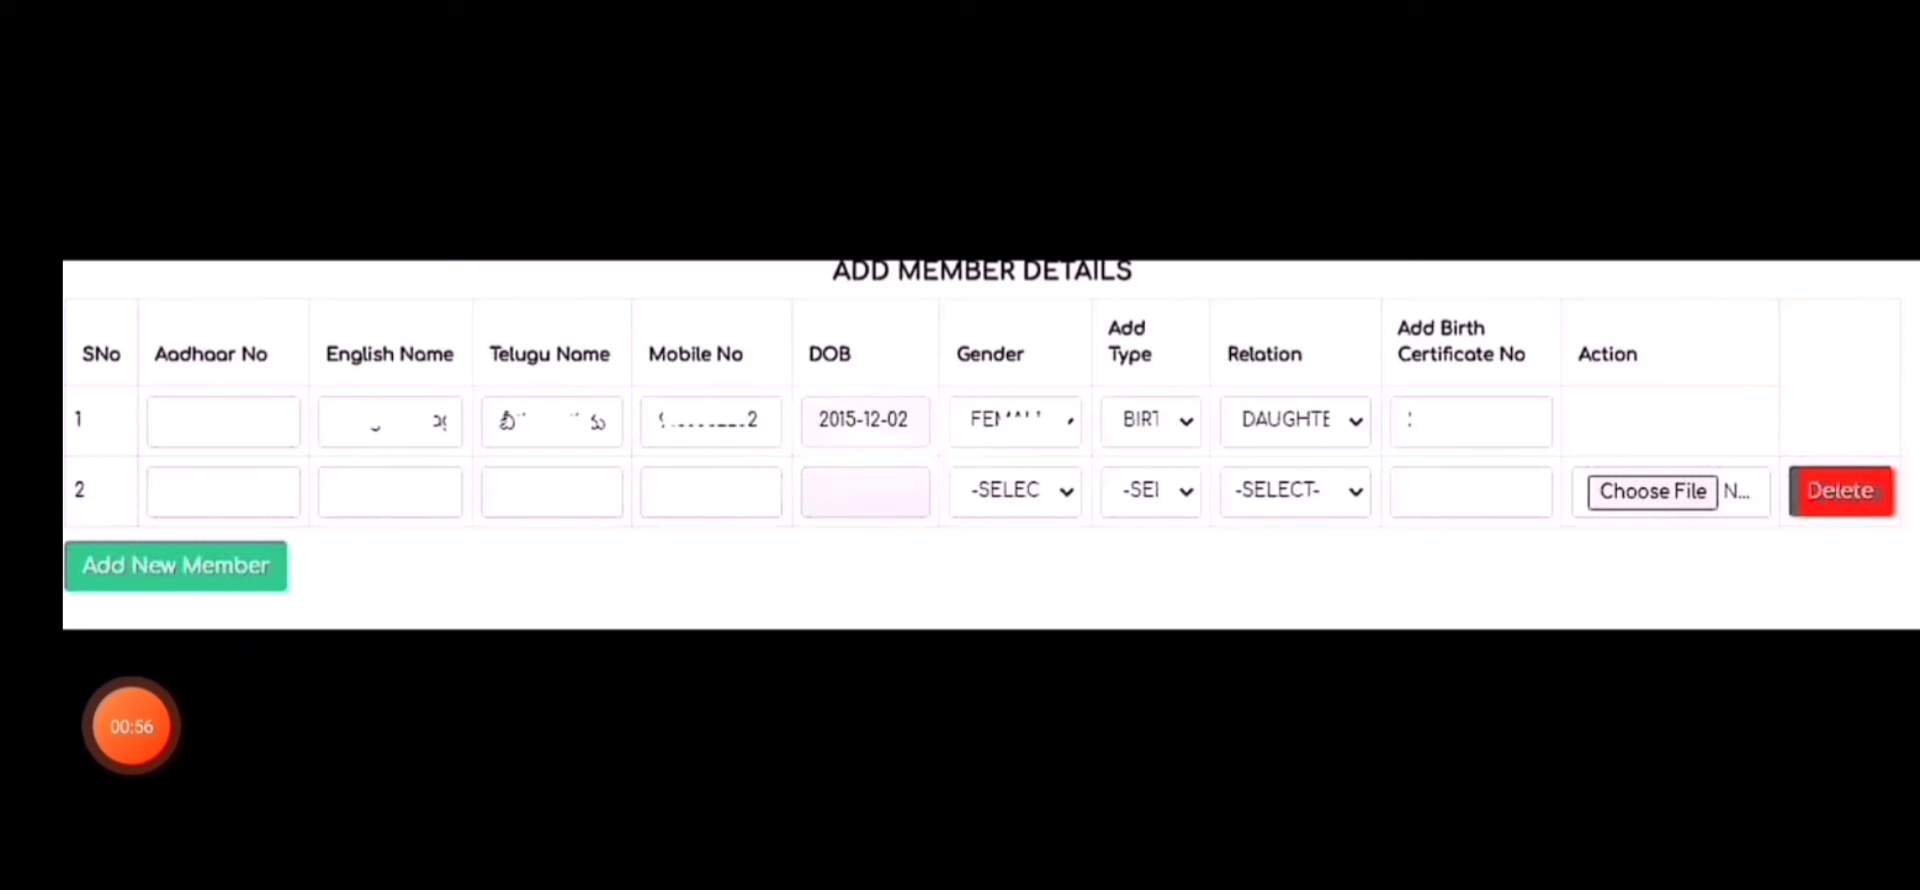 ADD MEMBER DETAILS
SNo Aadhaar No English Name Telugu Name Mobile No DOB Gender Add Type Relation Add Birth Certificate No Action
1 2 2015-12-02 BIRT DAUGHTE
2 -SELEC -SEI -SELECT- Choose File N... Delete
Add New Member
00:56